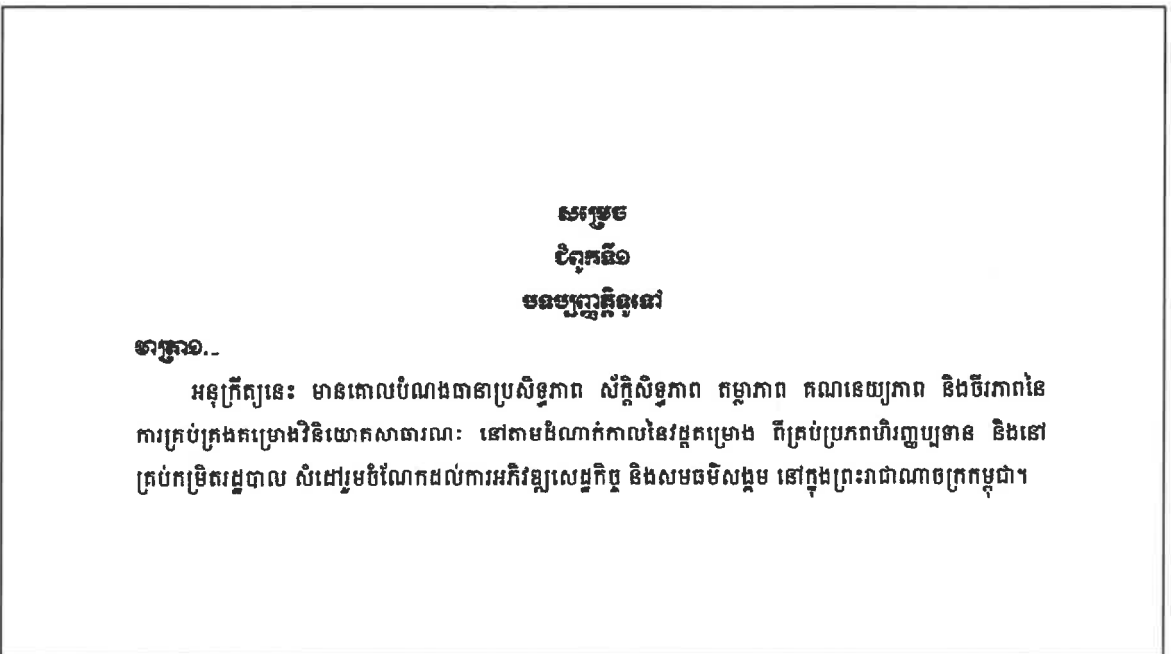 សម្រេច
ជំពូកទី១
បទប្បញ្ញត្តិទូទៅ
មាត្រា១.-
អនុក្រឹត្យនេះ មានគោលបំណងធានាប្រសិទ្ធភាព ស័ក្តិសិទ្ធភាព តម្លាភាព គណនេយ្យភាព និងចីរភាពនៃ
ការគ្រប់គ្រងគម្រោងវិនិយោគសាធារណៈ នៅតាមដំណាក់កាលនៃវដ្តគម្រោង ពីគ្រប់ប្រភពហិរញ្ញប្បទាន និងនៅ
គ្រប់កម្រិតរដ្ឋបាល សំដៅរួមចំណែកដល់ការអភិវឌ្ឍសេដ្ឋកិច្ច និងសមធម៌សង្គម នៅក្នុងព្រះរាជាណាចក្រកម្ពុជា។